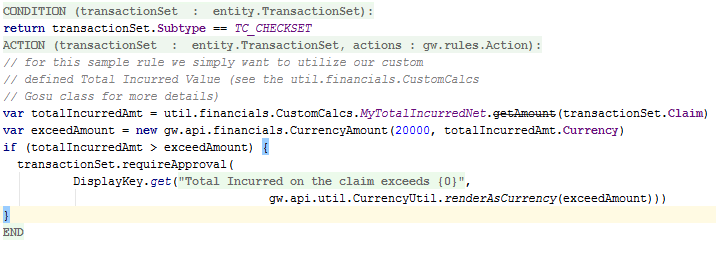 CONDITION (transactionSet : entity.TransactionSet):
return transactionSet.Subtype == TC_CHECKSET
ACTION (transactionSet : entity.TransactionSet, actions : gw.rules.Action):
// for this sample rule we simply want to utilize our custom
// defined Total Incurred Value (see the util.financials.CustomCalcs
// Gosu class for more details)
var totalIncurredAmt = util.financials.CustomCalcs.MyTotalIncurredNet.getAmount(transactionSet.Claim)
var exceedAmount = new gw.api.financials.CurrencyAmount(20000, totalIncurredAmt.Currency)
if (totalIncurredAmt > exceedAmount) {
transactionSet.requireApproval(
DisplayKey.get("Total Incurred on the claim exceeds {0}",
gw.api.util.CurrencyUtil.renderAsCurrency(exceedAmount)))
}
END